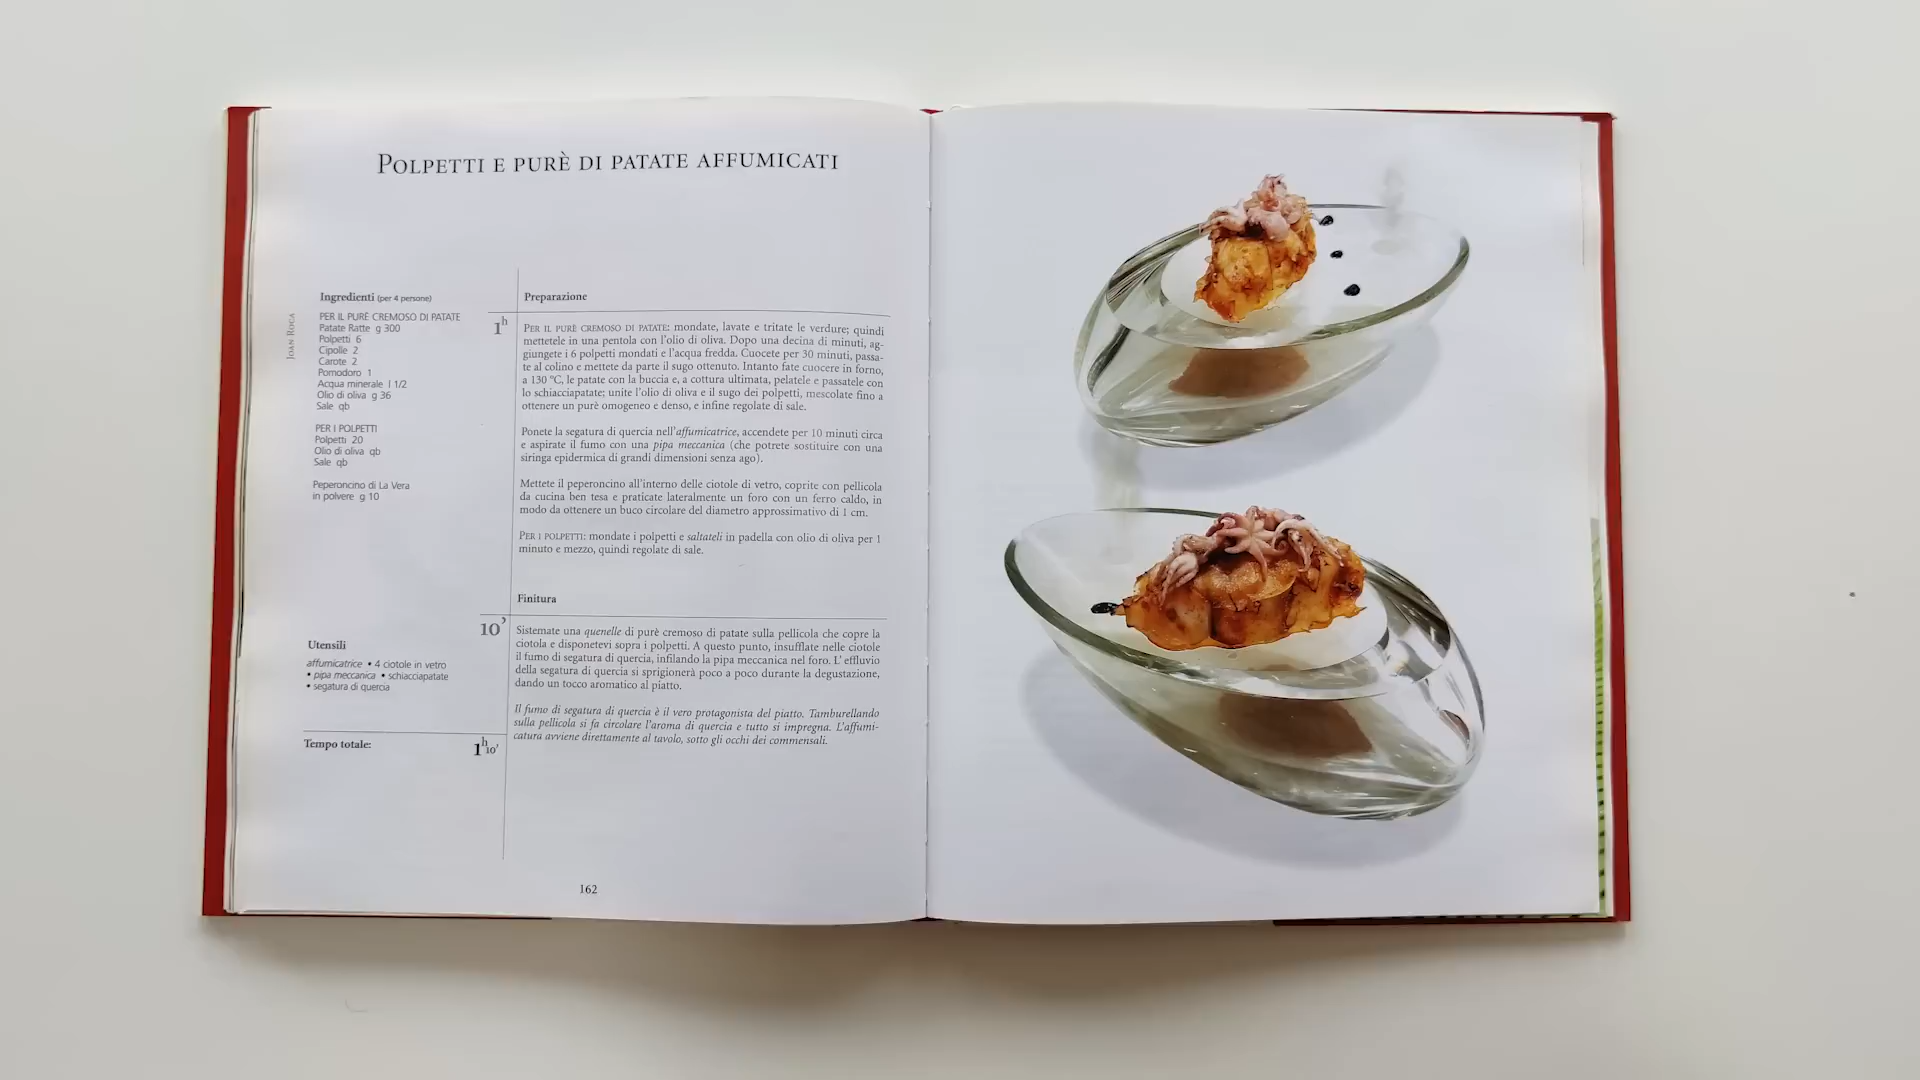 POLPETTI E PURÈ DI PATATE AFFUMICATI
JOAN ROCA
Ingredienti (per 4 persone)
PER IL PURÈ CREMOSO DI PATATE
Patate Ratte g 300
Polpetti 6
Cipolle 2
Carote 2
Pomodoro 1
Acqua minerale l 1/2
Olio di oliva g 36
Sale qb
PER I POLPETTI
Polpetti 20
Olio di oliva qb
Sale qb
Peperoncino di La Vera
in polvere g 10
Utensili
affumicatrice • 4 ciotole in vetro
• pipa meccanica • schiacciapatate
• segatura di quercia
Tempo totale:
1h10'
Preparazione
1h
PER IL PURÈ CREMOSO DI PATATE: mondate, lavate e tritate le verdure; quindi
mettetele in una pentola con l'olio di oliva. Dopo una decina di minuti, ag-
giungete i 6 polpetti mondati e l'acqua fredda. Cuocete per 30 minuti, passa-
te al colino e mettete da parte il sugo ottenuto. Intanto fate cuocere in forno,
a 130 °C, le patate con la buccia e, a cottura ultimata, pelatele e passatele con
lo schiacciapatate; unite l'olio di oliva e il sugo dei polpetti, mescolate fino a
ottenere un purè omogeneo e denso, e infine regolate di sale.
Ponete la segatura di quercia nell'affumicatrice, accendete per 10 minuti circa
e aspirate il fumo con una pipa meccanica (che potrete sostituire con una
siringa epidermica di grandi dimensioni senza ago).
Mettete il peperoncino all'interno delle ciotole di vetro, coprite con pellicola
da cucina ben tesa e praticate lateralmente un foro con un ferro caldo, in
modo da ottenere un buco circolare del diametro approssimativo di 1 cm.
PER I POLPETTI: mondate i polpetti e saltateli in padella con olio di oliva per 1
minuto e mezzo, quindi regolate di sale.
Finitura
10'
Sistemate una quenelle di purè cremoso di patate sulla pellicola che copre la
ciotola e disponetevi sopra i polpetti. A questo punto, insufflate nelle ciotole
il fumo di segatura di quercia, infilando la pipa meccanica nel foro. L' effluvio
della segatura di quercia si sprigionerà poco a poco durante la degustazione,
dando un tocco aromatico al piatto.
Il fumo di segatura di quercia è il vero protagonista del piatto. Tamburellando
sulla pellicola si fa circolare l'aroma di quercia e tutto si impregna. L'affumi-
catura avviene direttamente al tavolo, sotto gli occhi dei commensali.
162